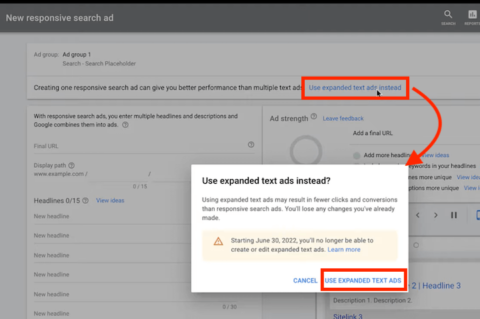 New responsive search ad
SEARCH
REPORTS
Ad group: Ad group 1
Search - Search Placeholder
Creating one responsive search ad can give you better performance than multiple text ads
Use expanded text ads instead
With responsive search ads, you enter multiple headlines and descriptions and
Google combines them into ads.
Final URL
Display path
www.example.com /
/
0 / 15
Headlines 0/15 View ideas
New headline
New headline
New headline
New headline
New headline
0 / 30
Ad strength
Leave feedback
Add a final URL
Add more headlines View ideas
keywords in your headlines
more unique View ideas
options more unique View ideas
Use expanded text ads instead?
Using expanded text ads may result in fewer clicks and conversions
than responsive search ads. You'll lose any changes you've already
made.
Starting June 30, 2022, you'll no longer be able to
create or edit expanded text ads. Learn more
CANCEL
USE EXPANDED TEXT ADS
2 | Headline 3
Description 1 Description 2
Sitelink 3